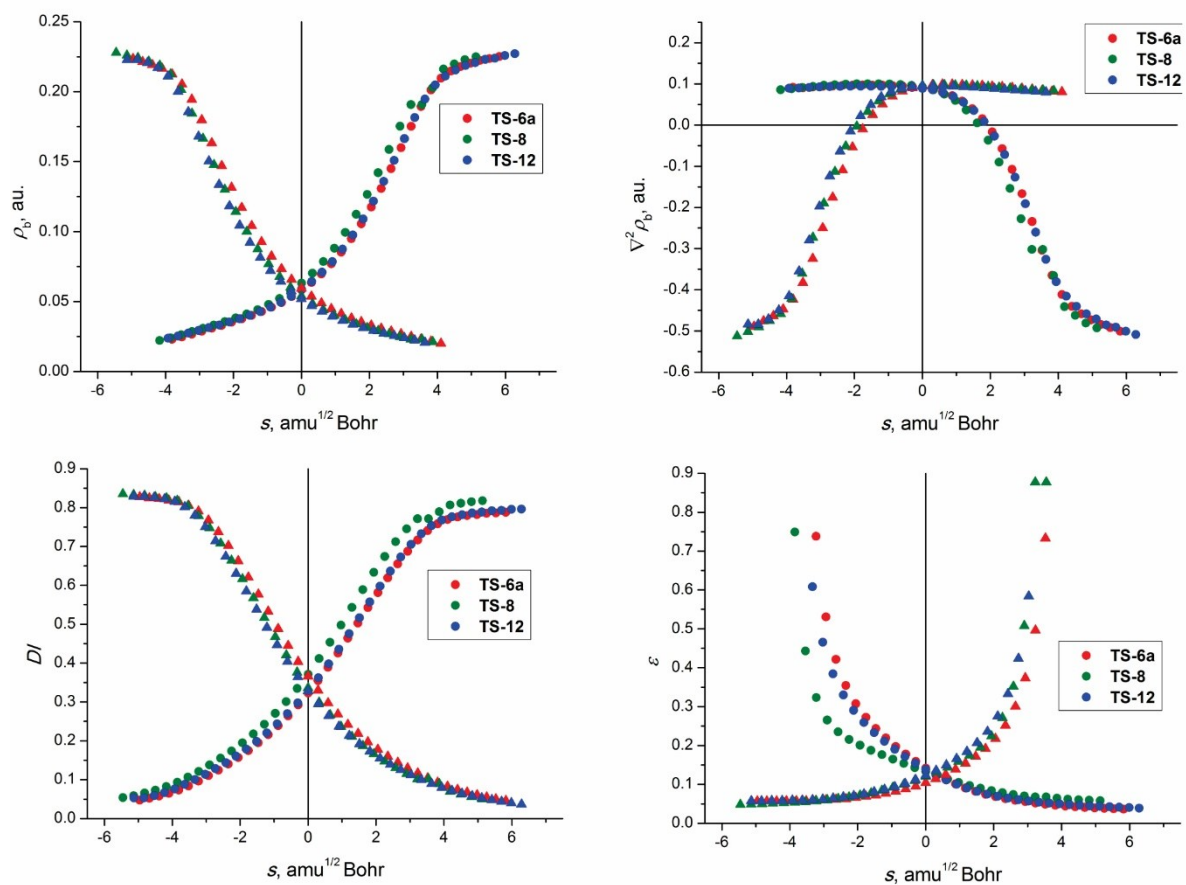 0.25
0.20
0.15
0.10
0.05
0.00
ρb, au.
-6 -4 -2 0 2 4 6
s, amu1/2 Bohr
TS-6a
TS-8
TS-12
0.2
0.1
0.0
-0.1
-0.2
-0.3
-0.4
-0.5
-0.6
∇2ρb, au.
-6 -4 -2 0 2 4 6
s, amu1/2 Bohr
TS-6a
TS-8
TS-12
0.9
0.8
0.7
0.6
0.5
0.4
0.3
0.2
0.1
0.0
DI
-6 -4 -2 0 2 4 6
s, amu1/2 Bohr
TS-6a
TS-8
TS-12
0.9
0.8
0.7
0.6
0.5
0.4
0.3
0.2
0.1
0.0
ε
-6 -4 -2 0 2 4 6
s, amu1/2 Bohr
TS-6a
TS-8
TS-12